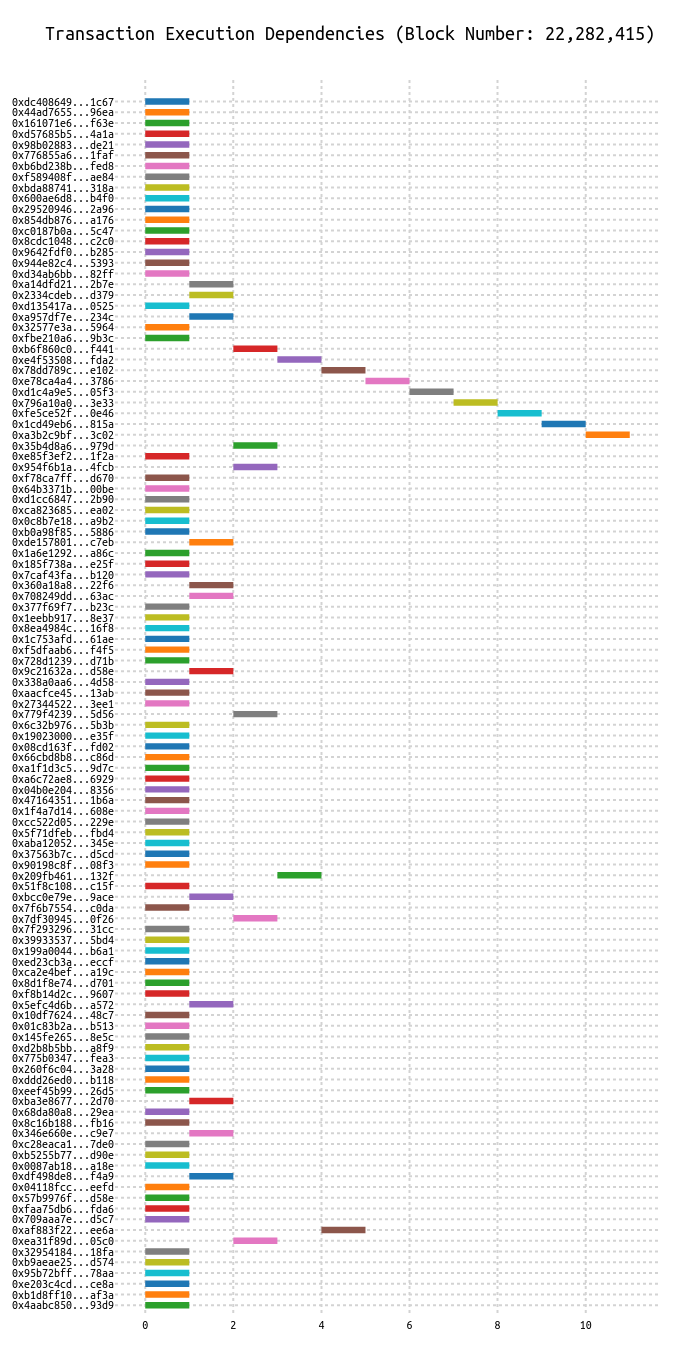 Transaction Execution Dependencies (Block Number: 22,282,415)
0xdc408649...1c67
0x44ad7655...96ea
0x161071e6...f63e
0xd57685b5...4a1a
0x98b02883...de21
0x776855a6...1faf
0xb6bd238b...fed8
0xf589408f...ae84
0xbda88741...318a
0x600ae6d8...b4f0
0x29520946...2a96
0x854db876...a176
0xc0187b0a...5c47
0x8cdc1048...c2c0
0x9642fdf0...b285
0x944e82c4...5393
0xd34ab6bb...82ff
0xa14dfd21...2b7e
0x2334cdeb...d379
0xd135417a...0525
0xa957df7e...234c
0x32577e3a...5964
0xfbe210a6...9b3c
0xb6f860c0...f441
0xe4f53508...fda2
0x78dd789c...e102
0xe78ca4a4...3786
0xd1c4a9e5...05f3
0x796a10a0...3e33
0xfe5ce52f...0e46
0x1cd49eb6...815a
0xa3b2c9bf...3c02
0x35b4d8a6...979d
0xe85f3ef2...1f2a
0x954f6b1a...4fcb
0xf78ca7ff...d670
0x64b3371b...00be
0xd1cc6847...2b90
0xca823685...ea02
0x0c8b7e18...a9b2
0xb0a98f85...5886
0xde157801...c7eb
0x1a6e1292...a86c
0x185f738a...e25f
0x7caf43fa...b120
0x360a18a8...22f6
0x708249dd...63ac
0x377f69f7...b23c
0x1eebb917...8e37
0x8ea4984c...16f8
0x1c753afd...61ae
0xf5dfaab6...f4f5
0x728d1239...d71b
0x9c21632a...d58e
0x338a0aa6...4d58
0xaacfce45...13ab
0x27344522...3ee1
0x779f4239...5d56
0x6c32b976...5b3b
0x19023000...e35f
0x08cd163f...fd02
0x66cbd8b8...c86d
0xa1f1d3c5...9d7c
0xa6c72ae8...6929
0x04b0e204...8356
0x47164351...1b6a
0x1f4a7d14...608e
0xcc522d05...229e
0x5f71dfeb...fbd4
0xaba12052...345e
0x37563b7c...d5cd
0x90198c8f...08f3
0x209fb461...132f
0x51f8c108...c15f
0xbcc0e79e...9ace
0x7f6b7554...c0da
0x7df30945...0f26
0x7f293296...31cc
0x39933537...5bd4
0x199a0044...b6a1
0xed23cb3a...eccf
0xca2e4bef...a19c
0x8d1f8e74...d701
0xf8b14d2c...9607
0x5efc4d6b...a572
0x10df7624...48c7
0x01c83b2a...b513
0x145fe265...8e5c
0xd2b8b5bb...a8f9
0x775b0347...fea3
0x260f6c04...3a28
0xddd26ed0...b118
0xeef45b99...26d5
0xba3e8677...2d70
0x68da80a8...29ea
0x8c16b188...fb16
0x346e660e...c9e7
0xc28eaca1...7de0
0xb5255b77...d90e
0x0087ab18...a18e
0xdf498de8...f4a9
0x04118fcc...eefd
0x57b9976f...d58e
0xfaa75db6...fda6
0x709aaa7e...d5c7
0xaf883f22...ee6a
0xea31f89d...05c0
0x32954184...18fa
0xb9aeae25...d574
0x95b72bff...78aa
0xe203c4cd...ce8a
0xb1d8ff10...af3a
0x4aabc850...93d9
0 2 4 6 8 10